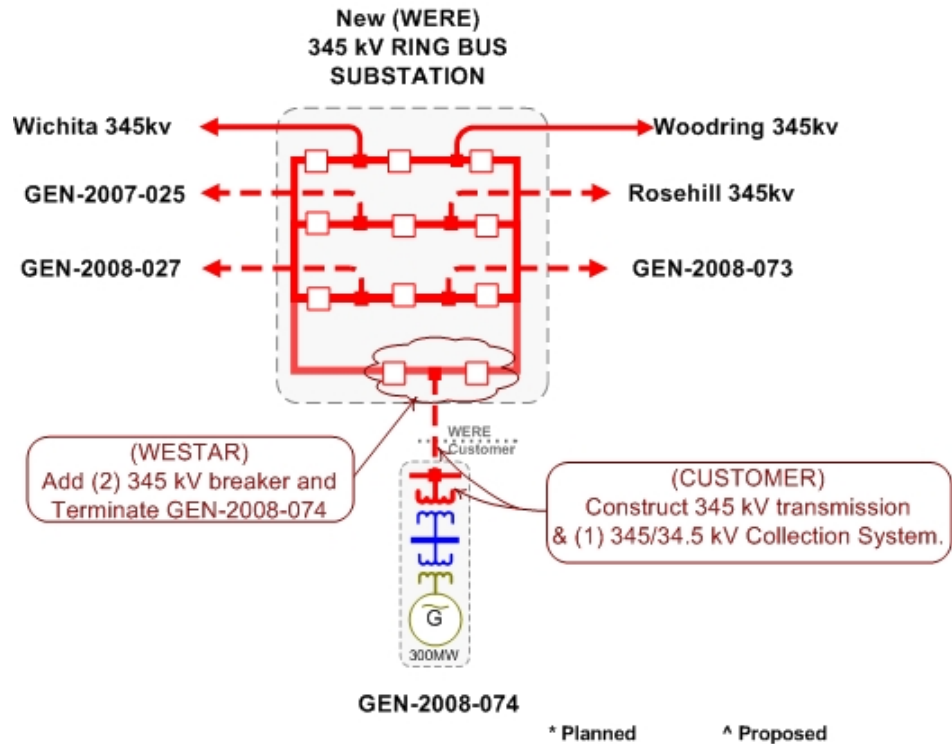 New (WERE)
345 kV RING BUS
SUBSTATION
Wichita 345kv
Woodring 345kv
GEN-2007-025
Rosehill 345kv
GEN-2008-027
GEN-2008-073
WERE
Customer
(WESTAR)
Add (2) 345 kV breaker and
Terminate GEN-2008-074
(CUSTOMER)
Construct 345 kV transmission
& (1) 345/34.5 kV Collection System.
G
300MW
GEN-2008-074
* Planned ^ Proposed